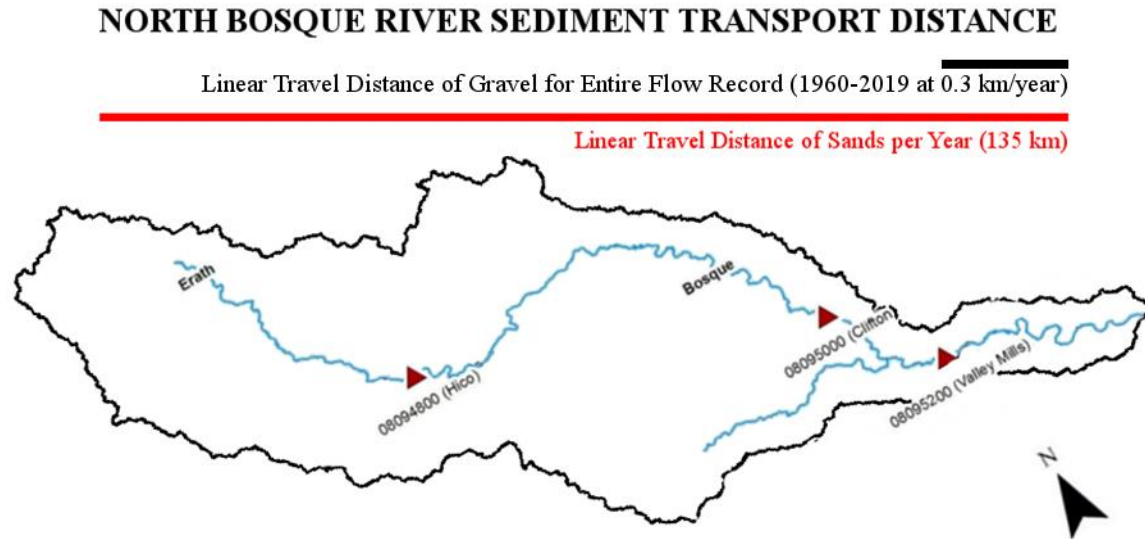 NORTH BOSQUE RIVER SEDIMENT TRANSPORT DISTANCE
Linear Travel Distance of Gravel for Entire Flow Record (1960-2019 at 0.3 km/year)
Linear Travel Distance of Sands per Year (135 km)
Erath
Bosque
08094800 (Hico)
08095000 (Clifton)
08095200 (Valley Mills)
N